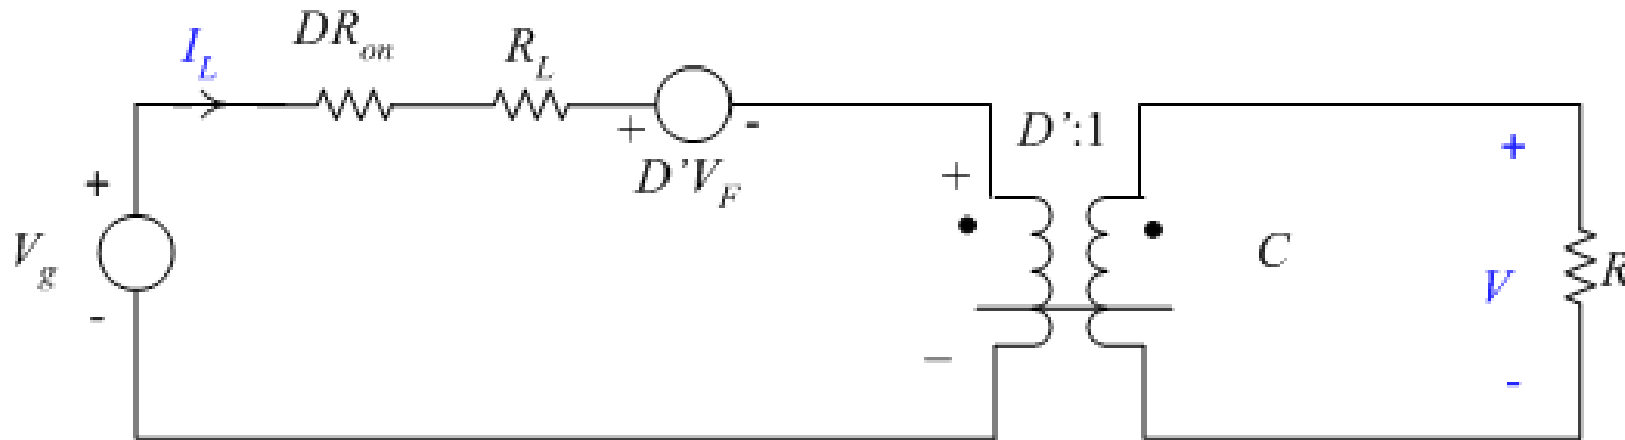 I_L
DR_on
R_L
+ -
D'V_F
D':1
+
-
V_g
+
−
C
+
V
-
R